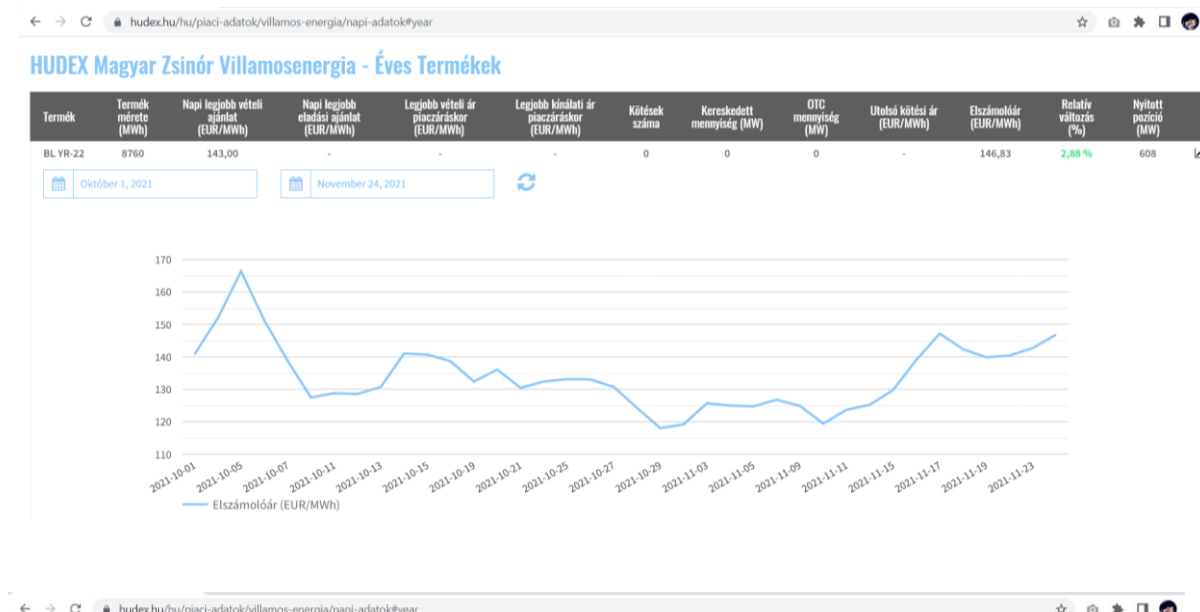 hudex.hu/hu/piaci-adatok/villamos-energia/napi-adatok#year
HUDEX Magyar Zsinór Villamosenergia - Éves Termékek
Termék
Termék
mérete
(MWh)
Napi legjobb vételi
ajánlat
(EUR/MWh)
Napi legjobb
eladási ajánlat
(EUR/MWh)
Legjobb vételi ár
piaczáráskor
(EUR/MWh)
Legjobb kínálati ár
piaczáráskor
(EUR/MWh)
Kötések
száma
Kereskedett
mennyiség (MW)
OTC
mennyiség
(MW)
Utolsó kötési ár
(EUR/MWh)
Elszámolóár
(EUR/MWh)
Relatív
változás
(%)
Nyitott
pozíció
(MW)
BL YR-22 8760 143,00 - - - 0 0 0 - 146,83 2,88 % 608
Október 1, 2021 November 24, 2021
170
160
150
140
130
120
110
2021-10-01 2021-10-05 2021-10-07 2021-10-11 2021-10-13 2021-10-15 2021-10-19 2021-10-21 2021-10-25 2021-10-27 2021-10-29 2021-11-03 2021-11-05 2021-11-09 2021-11-11 2021-11-15 2021-11-17 2021-11-19 2021-11-23
Elszámolóár (EUR/MWh)
hudex.hu/hu/piaci-adatok/villamos-energia/napi-adatok#year